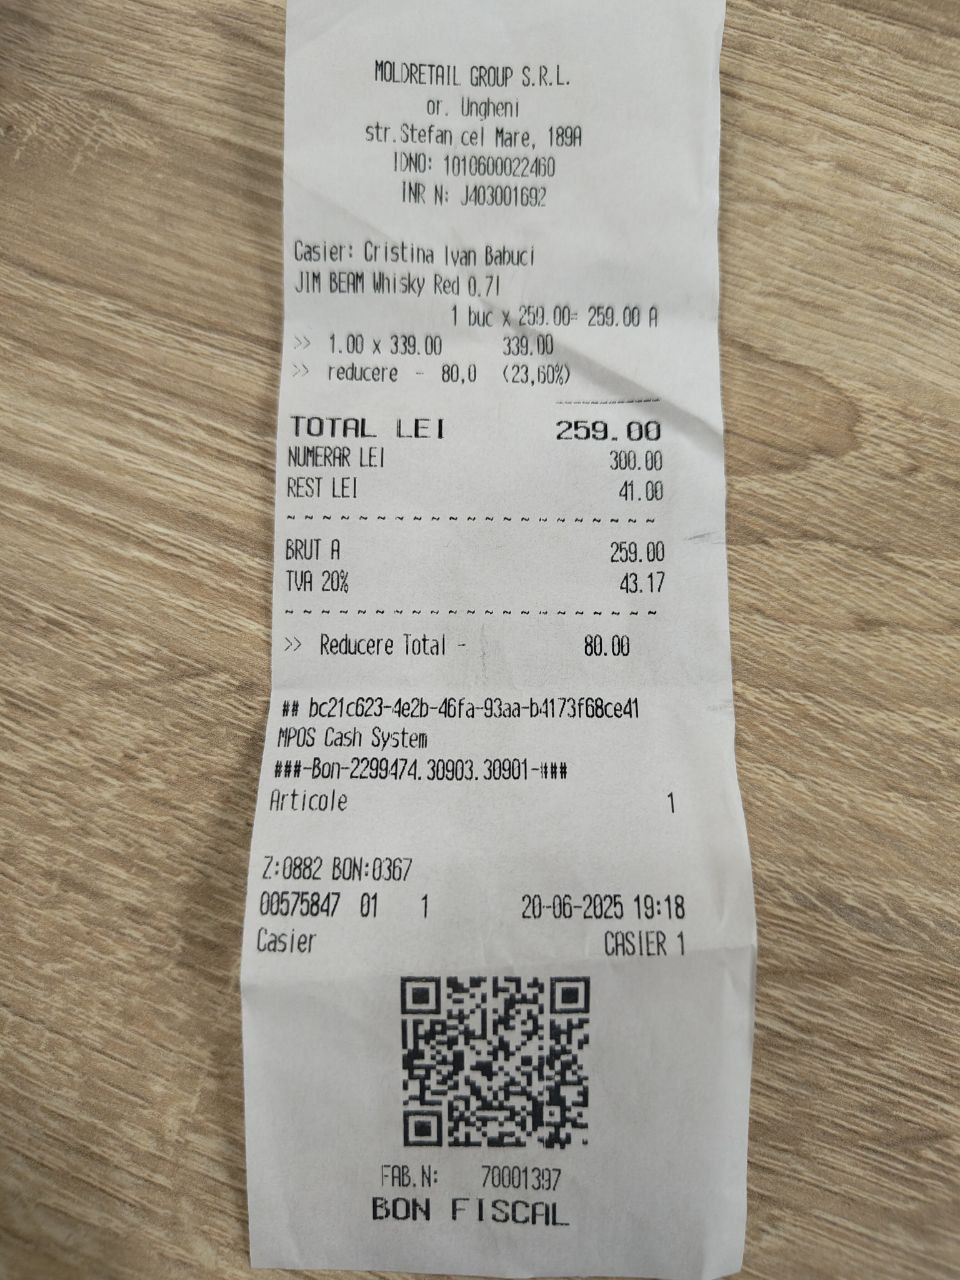 MOLDRETAIL GROUP S.R.L.
or. Ungheni
str.Stefan cel Mare, 189A
IDNO: 1010600022460
INR N: J403001692
Casier: Cristina Ivan Babuci
JIM BEAM Whisky Red 0.7l
1 buc x 259.00= 259.00 A
>> 1.00 x 339.00 339.00
>> reducere - 80,0 (23,60%)
TOTAL LEI 259.00
NUMERAR LEI 300.00
REST LEI 41.00
~ ~ ~ ~ ~ ~ ~ ~ ~ ~ ~ ~ ~ ~ ~ ~ ~ ~ ~ ~ ~
BRUT A 259.00
TVA 20% 43.17
~ ~ ~ ~ ~ ~ ~ ~ ~ ~ ~ ~ ~ ~ ~ ~ ~ ~ ~ ~ ~
>> Reducere Total - 80.00
## bc21c623-4e2b-46fa-93aa-b4173f68ce41
MPOS Cash System
###-Bon-2299474.30903.30901-###
Articole 1
Z:0882 BON:0367
00575847 01 1 20-06-2025 19:18
Casier CASIER 1
FAB.N: 70001397
BON FISCAL